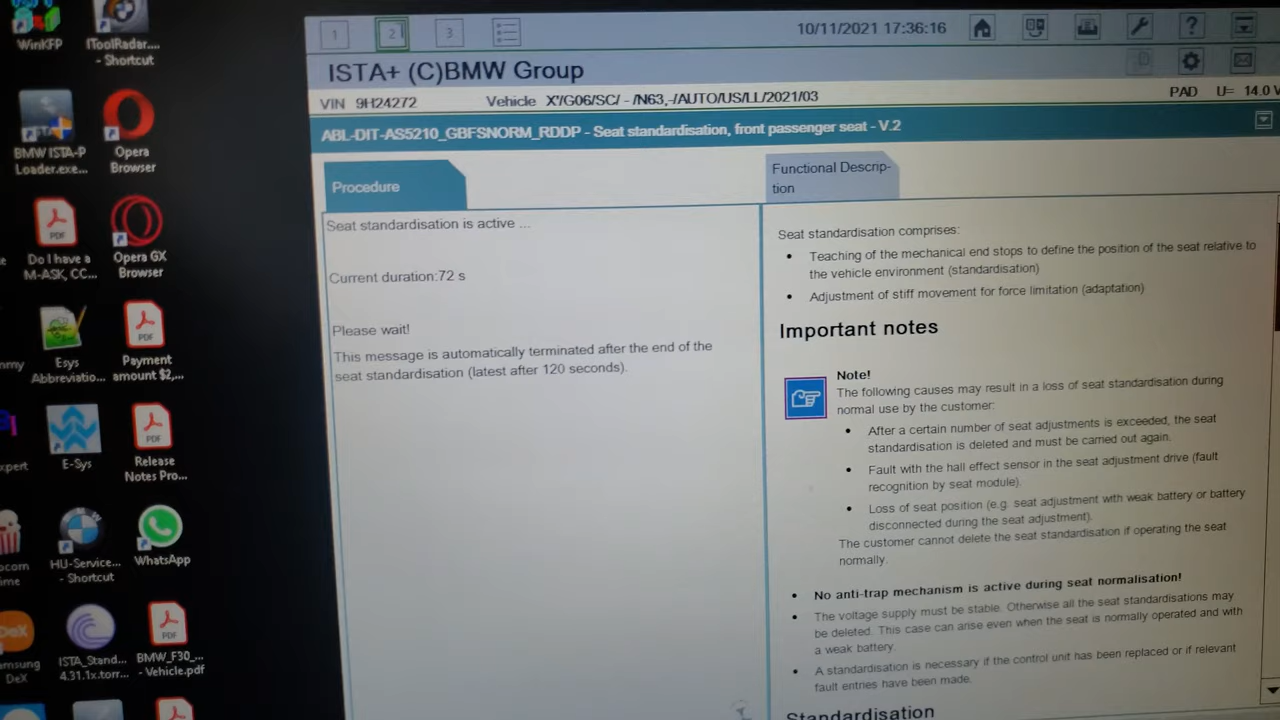 WinKFP
IToolRadar....
- Shortcut
BMW ISTA-P
Loader.exe...
Opera
Browser
Do I have a
M-ASK, CC...
Opera GX
Browser
Esys
Abbreviatio...
Payment
amount $2,...
E-Sys
Release
Notes Pro...
HU-Service...
- Shortcut
WhatsApp
ISTA_Stand...
4.31.1x.torr...
BMW_F30_...
- Vehicle.pdf
DeX
DeX
PDF
PDF
PDF
PDF
1
2
3
10/11/2021 17:36:16
?
ISTA+ (C)BMW Group
VIN 9H24272
Vehicle X'/G06/SC/ - /N63,-/AUTO/US/LL/2021/03
PAD U= 14.0 V
ABL-DIT-AS5210_GBFSNORM_RDDP - Seat standardisation, front passenger seat - V.2
Procedure
Seat standardisation is active ...
Current duration:72 s
Please wait!
This message is automatically terminated after the end of the
seat standardisation (latest after 120 seconds).
Functional Descrip-
tion
Seat standardisation comprises:
• Teaching of the mechanical end stops to define the position of the seat relative to
the vehicle environment (standardisation)
• Adjustment of stiff movement for force limitation (adaptation)
Important notes
Note!
The following causes may result in a loss of seat standardisation during
normal use by the customer:
• After a certain number of seat adjustments is exceeded, the seat
standardisation is deleted and must be carried out again.
• Fault with the hall effect sensor in the seat adjustment drive (fault
recognition by seat module).
• Loss of seat position (e.g. seat adjustment with weak battery or battery
disconnected during the seat adjustment).
The customer cannot delete the seat standardisation if operating the seat
normally.
• No anti-trap mechanism is active during seat normalisation!
• The voltage supply must be stable. Otherwise all the seat standardisations may
be deleted. This case can arise even when the seat is normally operated and with
a weak battery.
• A standardisation is necessary if the control unit has been replaced or if relevant
fault entries have been made.
Standardisation